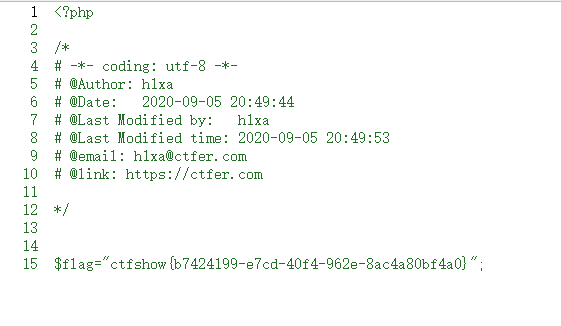 1 <?php
2
3 /*
4 # -*- coding: utf-8 -*-
5 # @Author: h1xa
6 # @Date:   2020-09-05 20:49:44
7 # @Last Modified by:   h1xa
8 # @Last Modified time: 2020-09-05 20:49:53
9 # @email: h1xa@ctfer.com
10 # @link: https://ctfer.com
11
12 */
13
14
15 $flag="ctfshow{b7424199-e7cd-40f4-962e-8ac4a80bf4a0}";